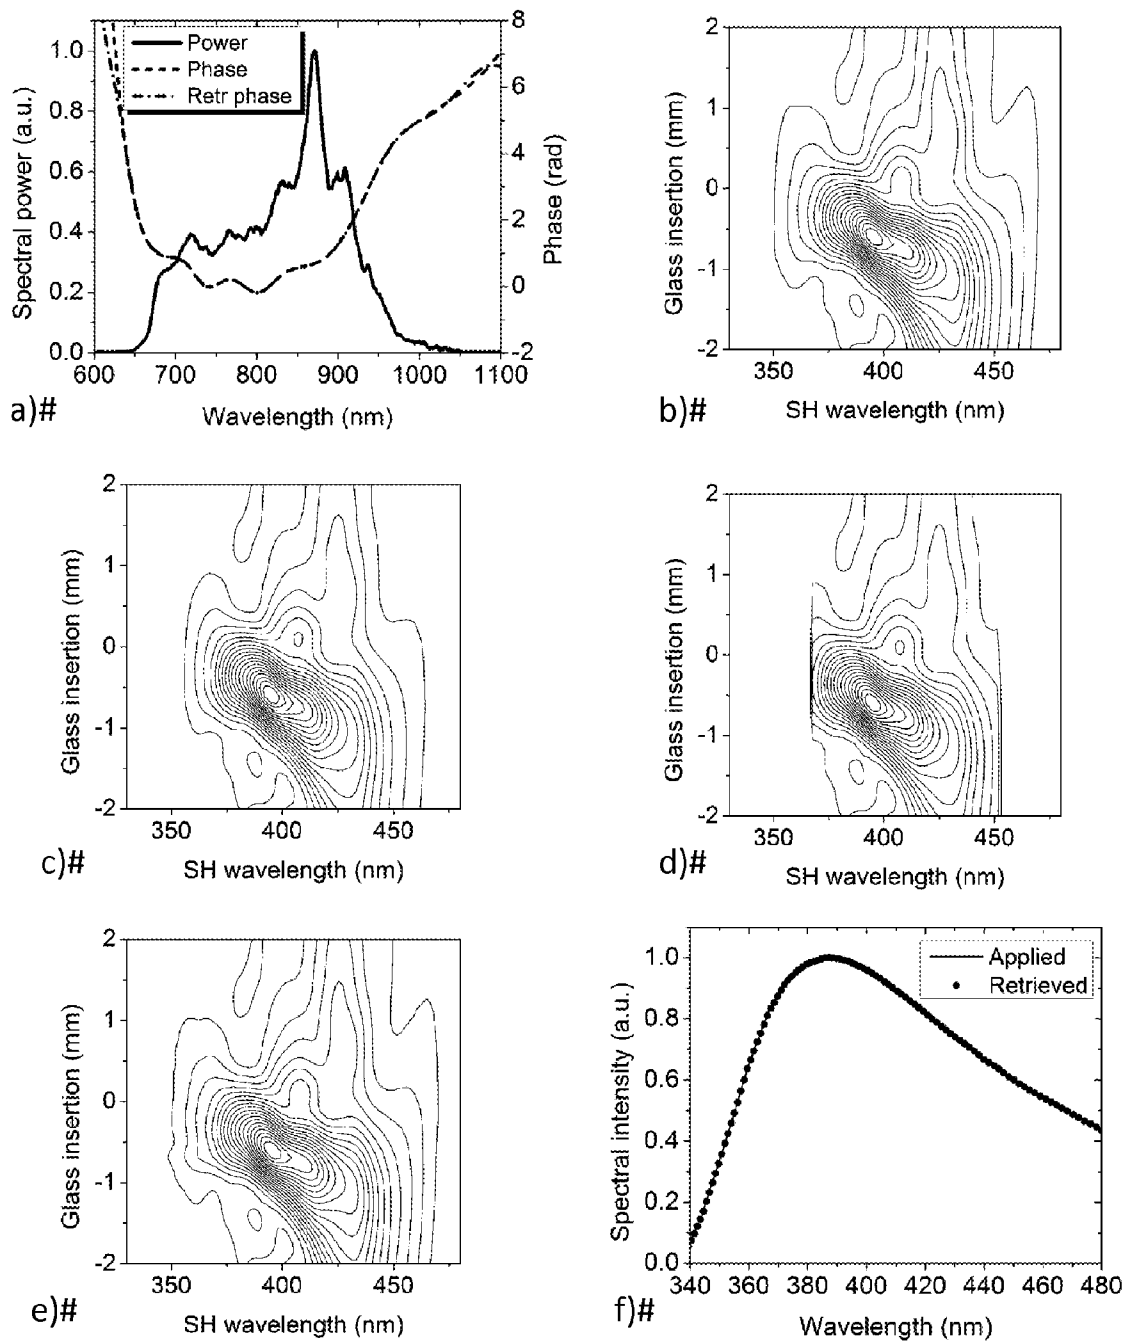 Power
Phase
Retr phase
1.0
0.8
0.6
0.4
0.2
0.0
Spectral power (a.u.)
8
6
4
2
0
-2
Phase (rad)
600 700 800 900 1000 1100
Wavelength (nm)
a)#
2
1
0
-1
-2
Glass insertion (mm)
350 400 450
SH wavelength (nm)
b)#
2
1
0
-1
-2
Glass insertion (mm)
350 400 450
SH wavelength (nm)
c)#
2
1
0
-1
-2
Glass insertion (mm)
350 400 450
SH wavelength (nm)
d)#
2
1
0
-1
-2
Glass insertion (mm)
350 400 450
SH wavelength (nm)
e)#
Applied
Retrieved
1.0
0.8
0.6
0.4
0.2
0.0
Spectral intensity (a.u.)
340 360 380 400 420 440 460 480
Wavelength (nm)
f)#